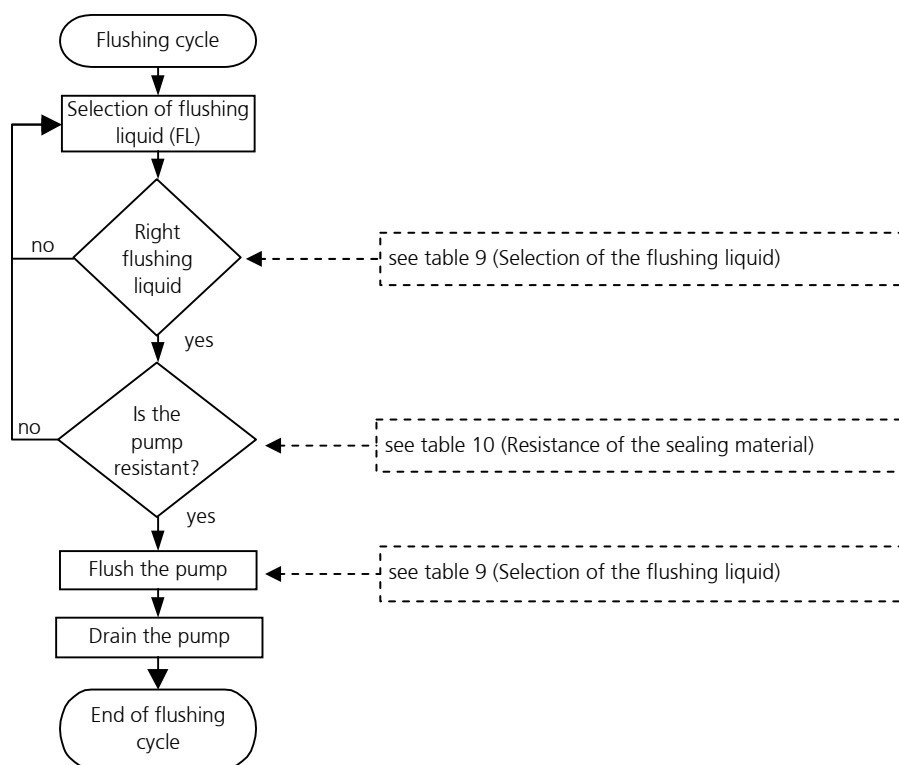 Flushing cycle
Selection of flushing
liquid (FL)
no
Right
flushing
liquid
see table 9 (Selection of the flushing liquid)
yes
no
Is the
pump
resistant?
see table 10 (Resistance of the sealing material)
yes
Flush the pump
see table 9 (Selection of the flushing liquid)
Drain the pump
End of flushing
cycle